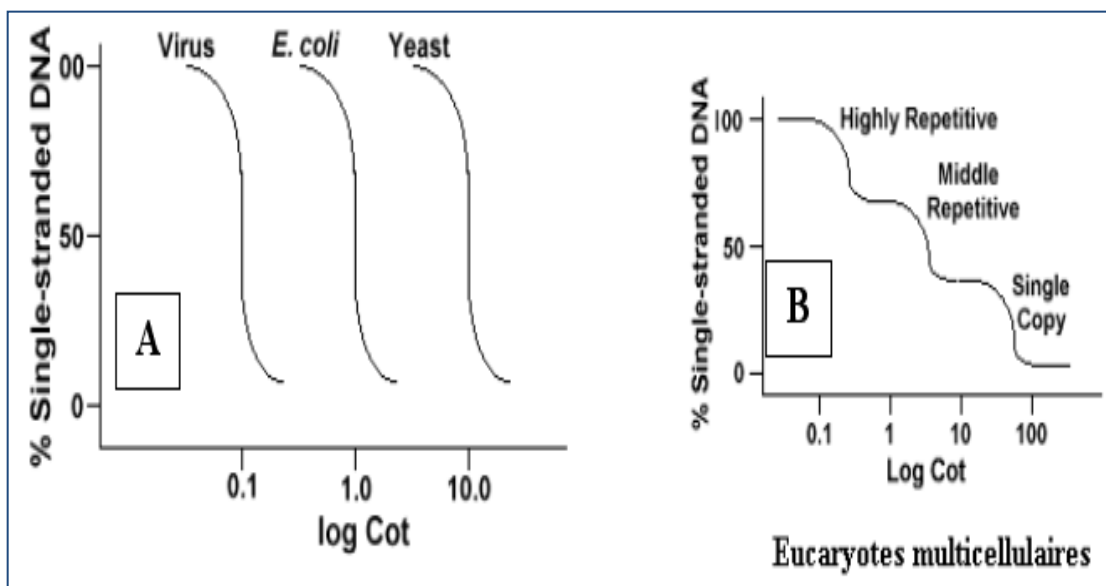 % Single-stranded DNA
Virus E. coli Yeast
00
50
0
A
0.1 1.0 10.0
log Cot
% Single-stranded DNA
100
50
0
Highly Repetitive
Middle
Repetitive
Single
Copy
B
0.1 1 10 100
Log Cot
Eucaryotes multicellulaires